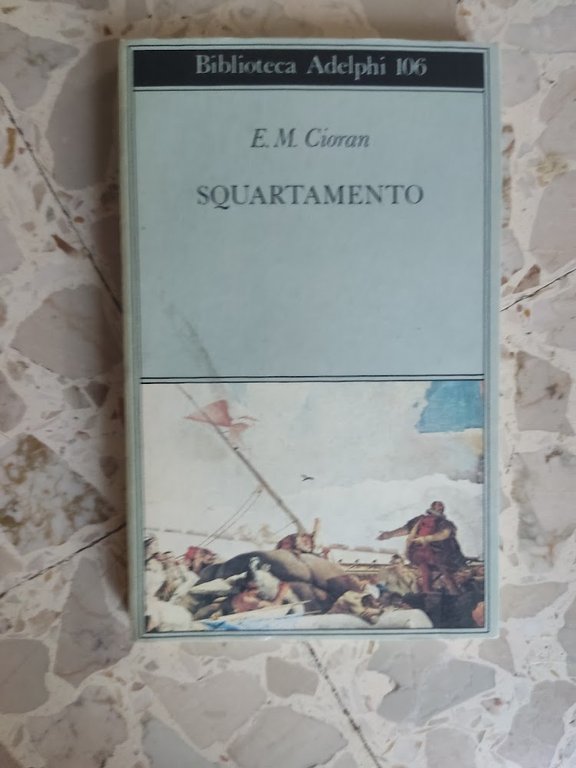 Biblioteca Adelphi 106
E. M. Cioran
SQUARTAMENTO